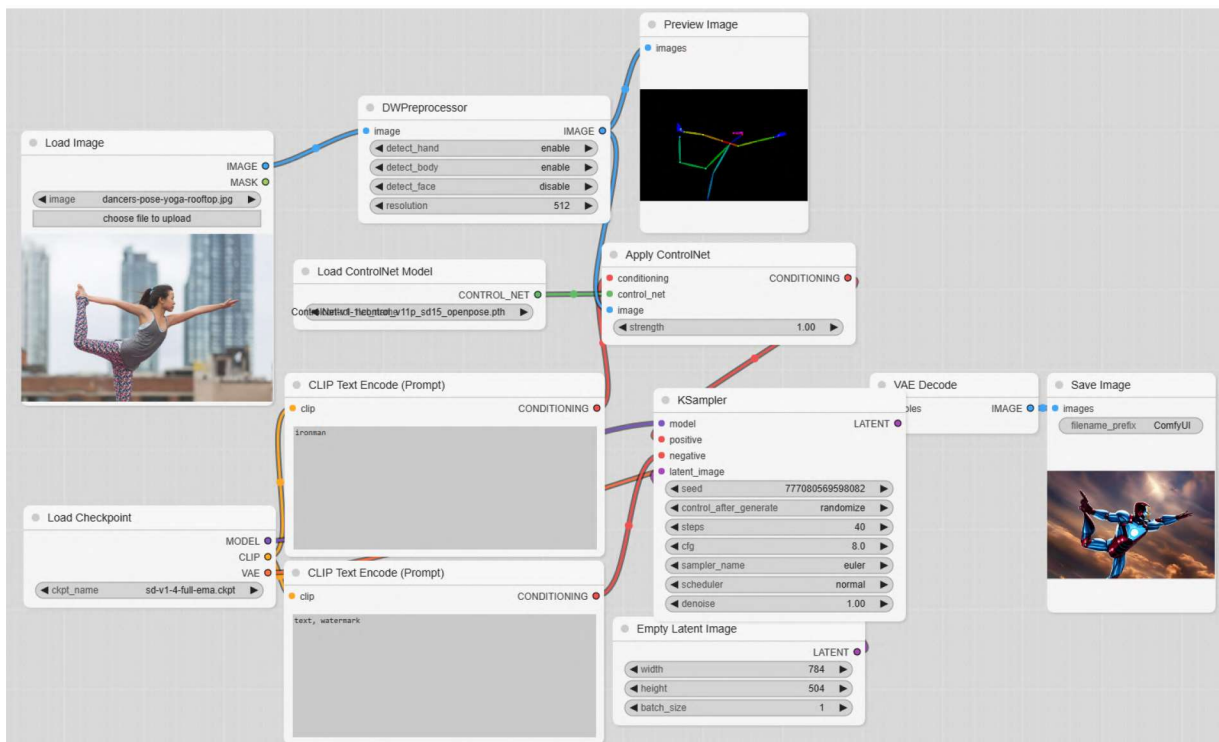 Preview Image
images
DWPreprocessor
image IMAGE
detect_hand enable
detect_body enable
detect_face disable
resolution 512
Load Image
IMAGE
MASK
image dancers-pose-yoga-rooftop.jpg
choose file to upload
Load ControlNet Model
CONTROL_NET
v11p_sd15_openpose.pth
Apply ControlNet
conditioning CONDITIONING
control_net
image
strength 1.00
CLIP Text Encode (Prompt)
clip CONDITIONING
ironman
Load Checkpoint
MODEL
CLIP
VAE
ckpt_name sd-v1-4-full-ema.ckpt
CLIP Text Encode (Prompt)
clip CONDITIONING
text, watermark
KSampler
model LATENT
positive
negative
latent_image
seed 777080569598082
control_after_generate randomize
steps 40
cfg 8.0
sampler_name euler
scheduler normal
denoise 1.00
Empty Latent Image
LATENT
width 784
height 504
batch_size 1
VAE Decode
IMAGE
Save Image
images
filename_prefix ComfyUI